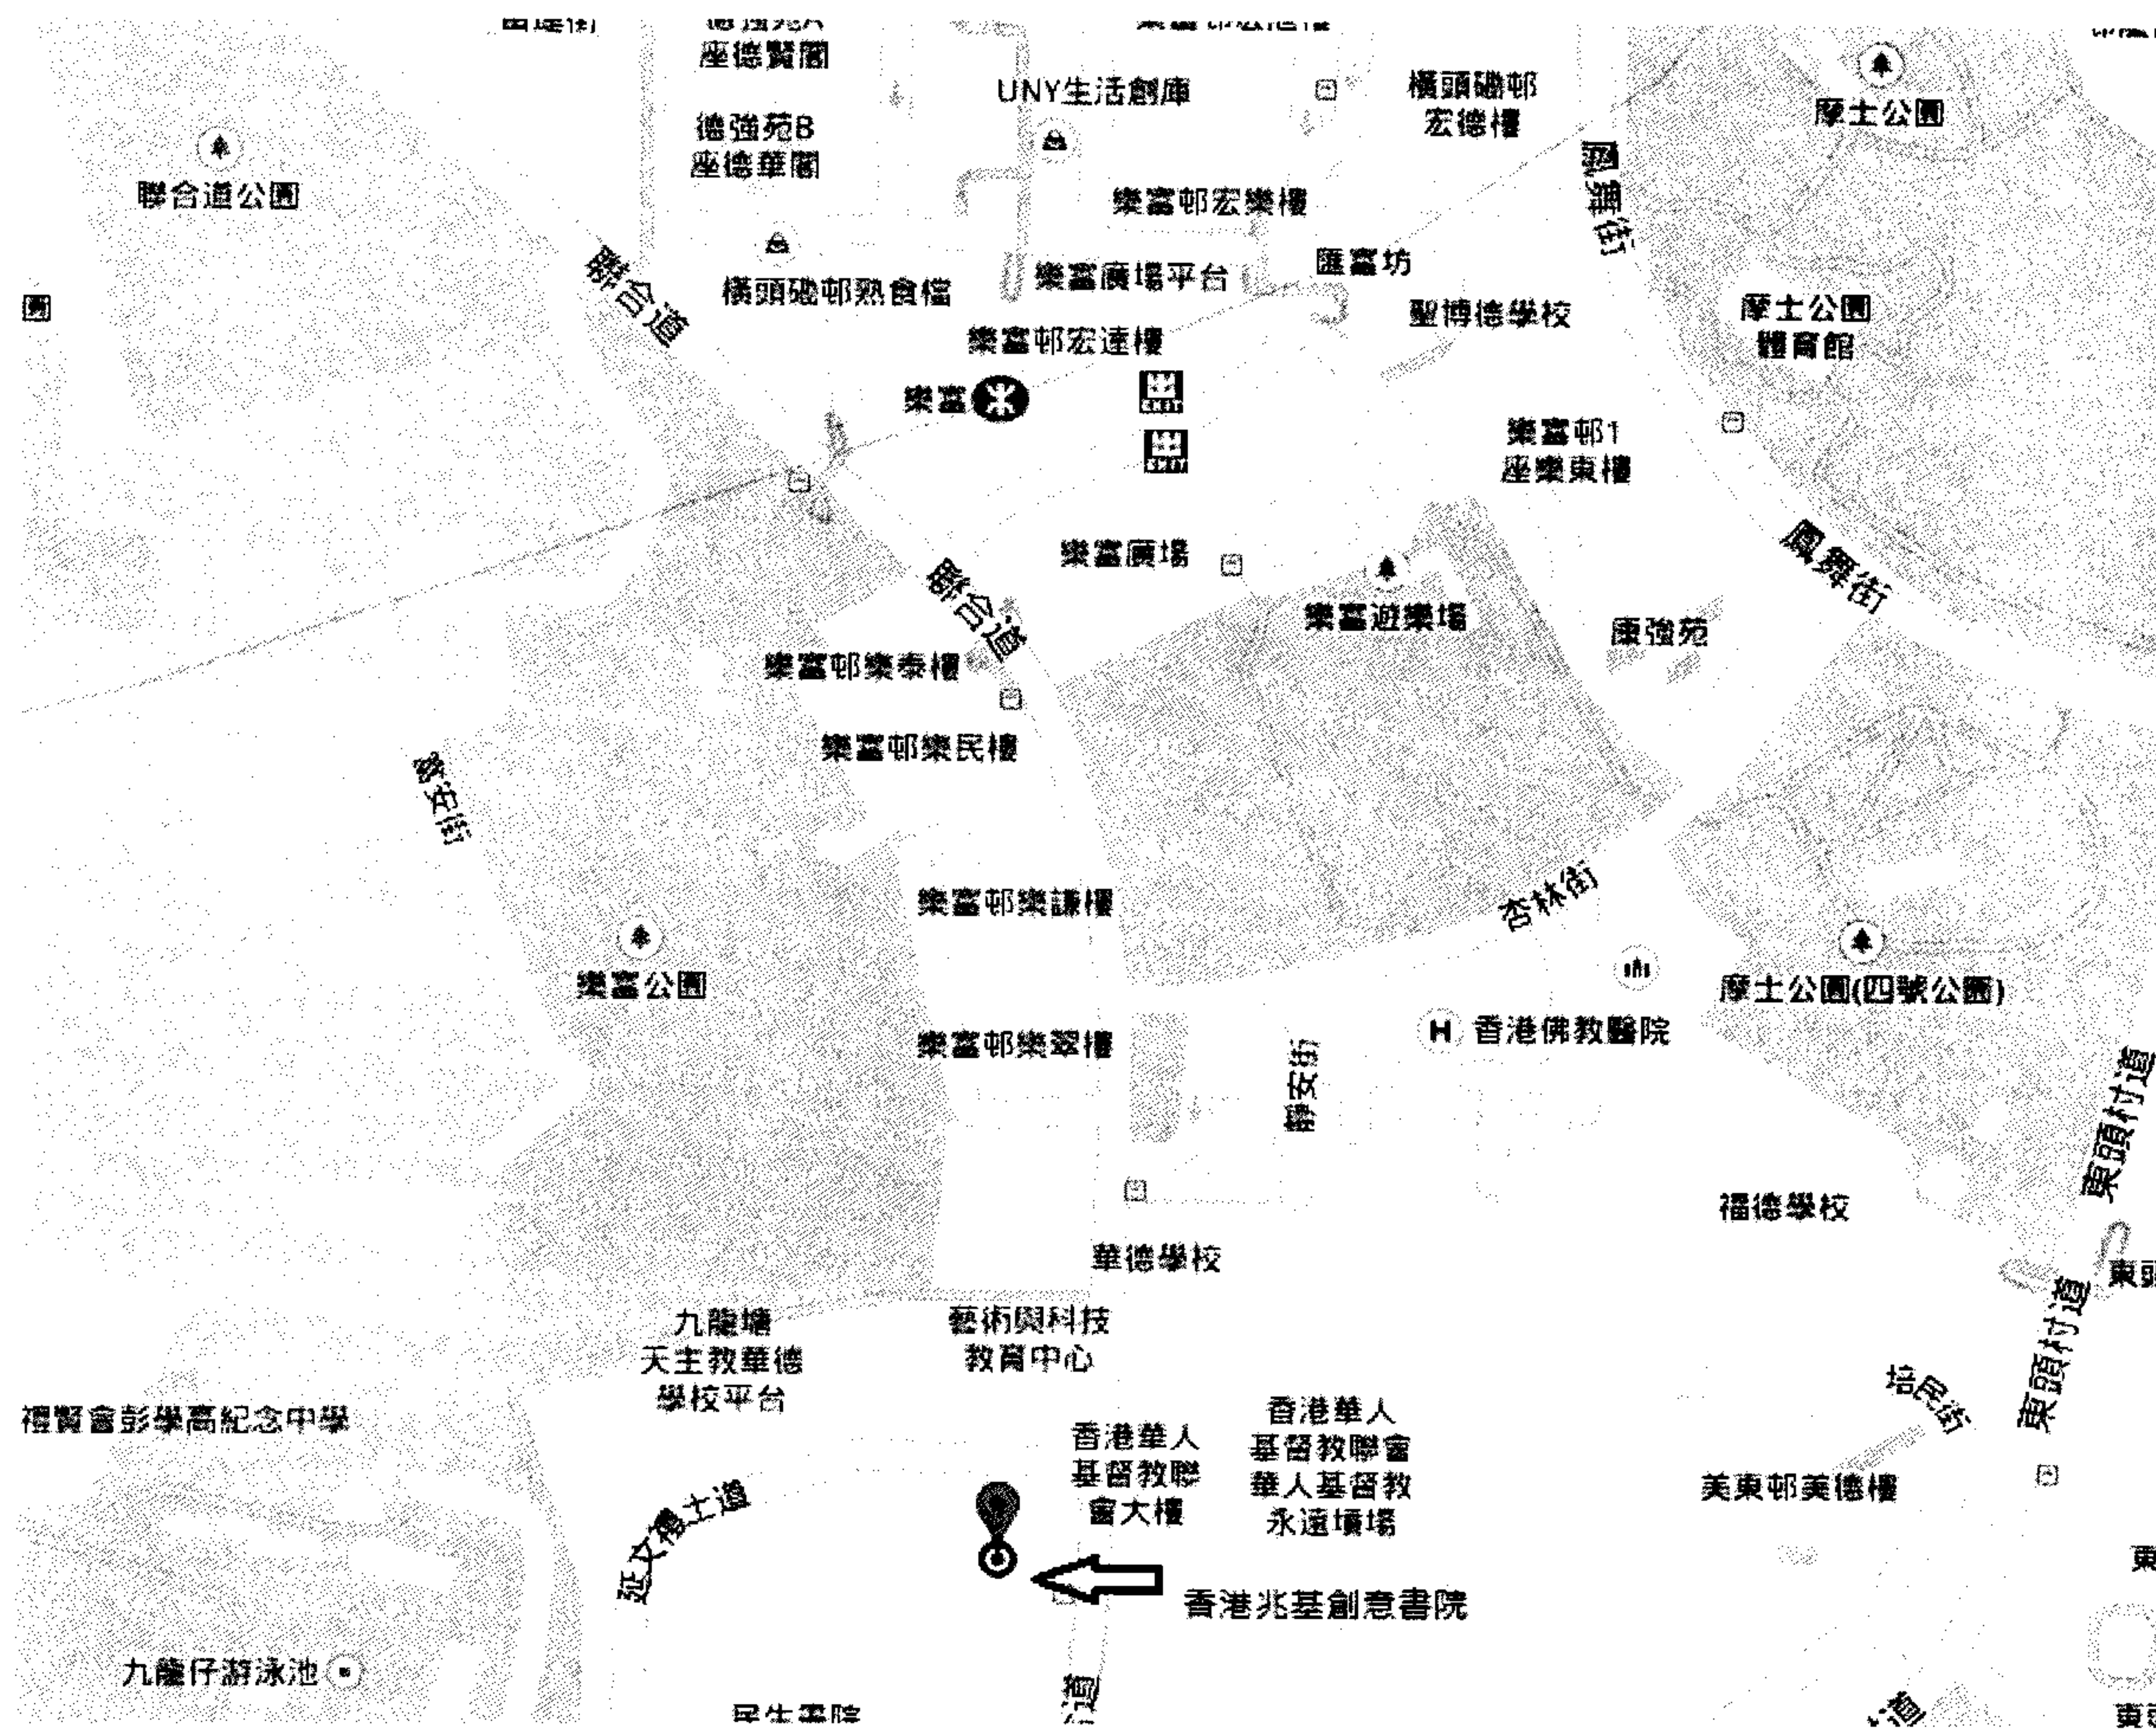 座德賢閣
UNY生活創庫
橫頭磡邨
宏德樓
摩士公園
德強苑B
座德華閣
聯合道公園
樂富邨宏樂樓
鳳舞街
匯富坊
樂富廣場平台
橫頭磡邨熟食檔
聯合道
聖博德學校
摩士公園
體育館
樂富邨宏達樓
樂富
出
EXIT
出
EXIT
樂富邨1
座樂東樓
樂富廣場
鳳舞街
聯合道
樂富遊樂場
康強苑
樂富邨樂泰樓
樂富邨樂民樓
樂富邨樂謙樓
杏林街
樂富公園
摩士公園(四號公園)
H 香港佛教醫院
樂富邨樂翠樓
靜安街
東頭村道
福德學校
華德學校
東頭村道
九龍塘
天主教華德
學校平台
藝術與科技
教育中心
禮賢會彭學高紀念中學
香港華人
基督教聯
會大樓
香港華人
基督教聯會
華人基督教
永遠墳場
培民街
美東邨美德樓
延文禮士道
香港兆基創意書院
九龍仔游泳池
民生書院
道
道
東